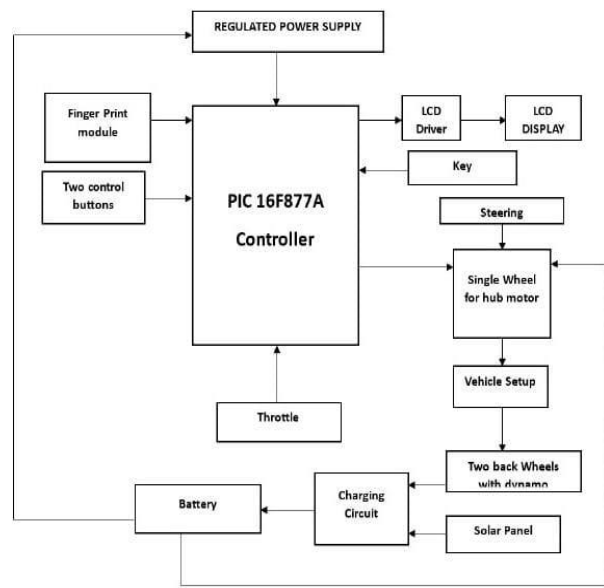 REGULATED POWER SUPPLY
Finger Print
module
LCD
Driver
LCD
DISPLAY
Key
Two control
buttons
PIC 16F877A
Controller
Steering
Single Wheel
for hub motor
Vehicle Setup
Throttle
Two back Wheels
with dynamo
Battery
Charging
Circuit
Solar Panel